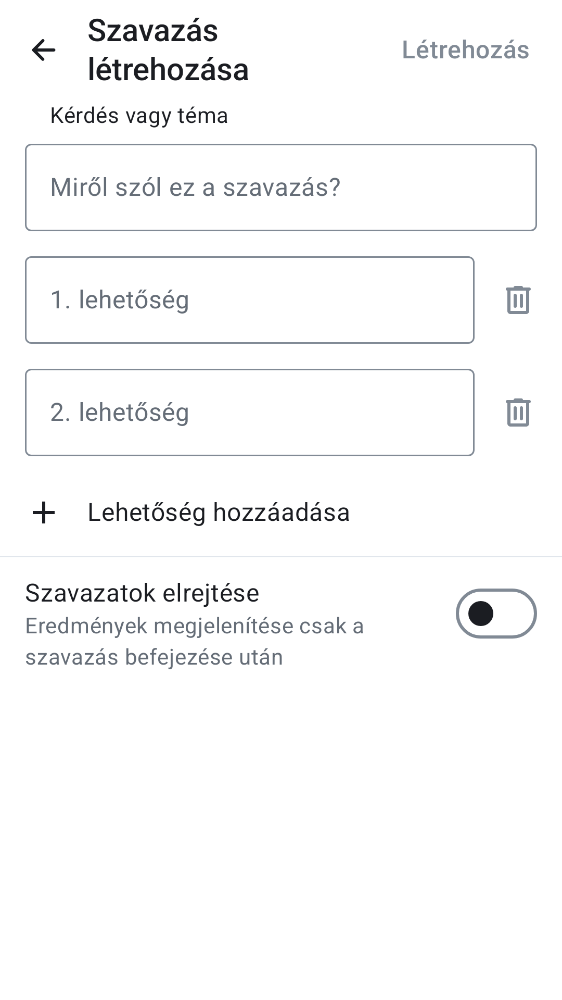 Szavazás
létrehozása
Létrehozás
Kérdés vagy téma
Miről szól ez a szavazás?
1. lehetőség
2. lehetőség
Lehetőség hozzáadása
Szavazatok elrejtése
Eredmények megjelenítése csak a
szavazás befejezése után